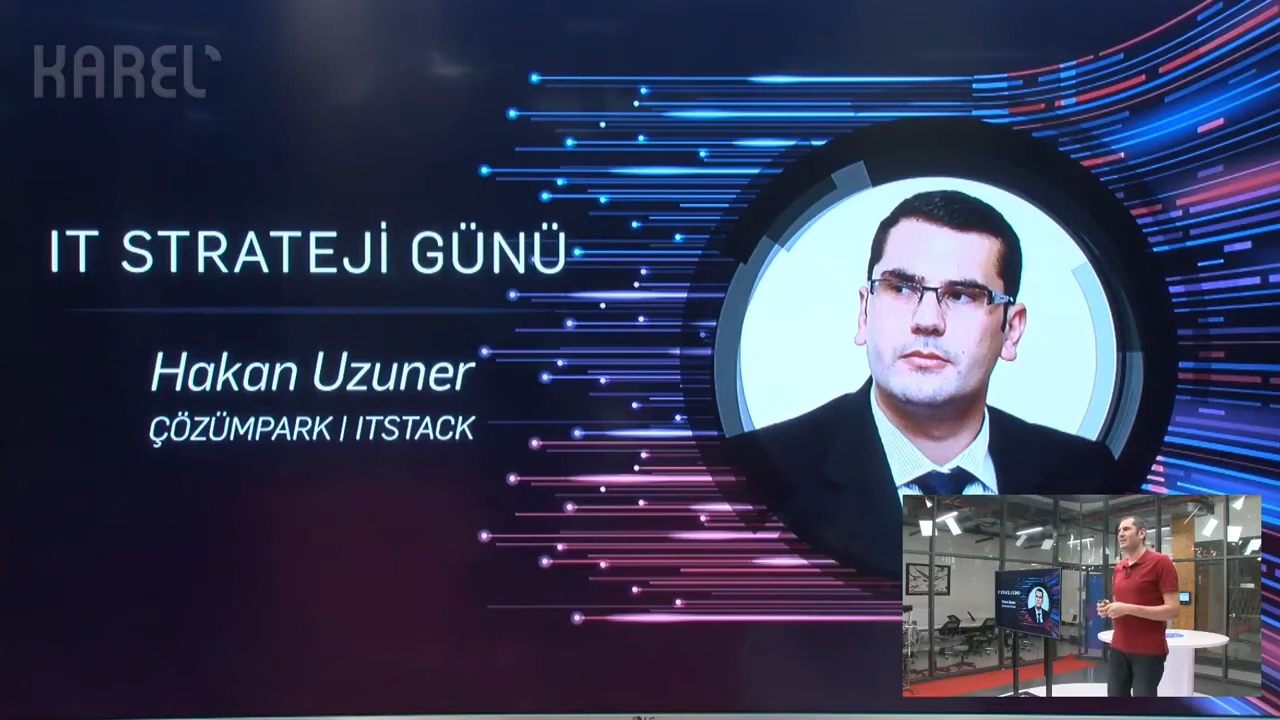 KAREL
IT STRATEJİ GÜNÜ
Hakan Uzuner
ÇÖZÜMPARK | ITSTACK